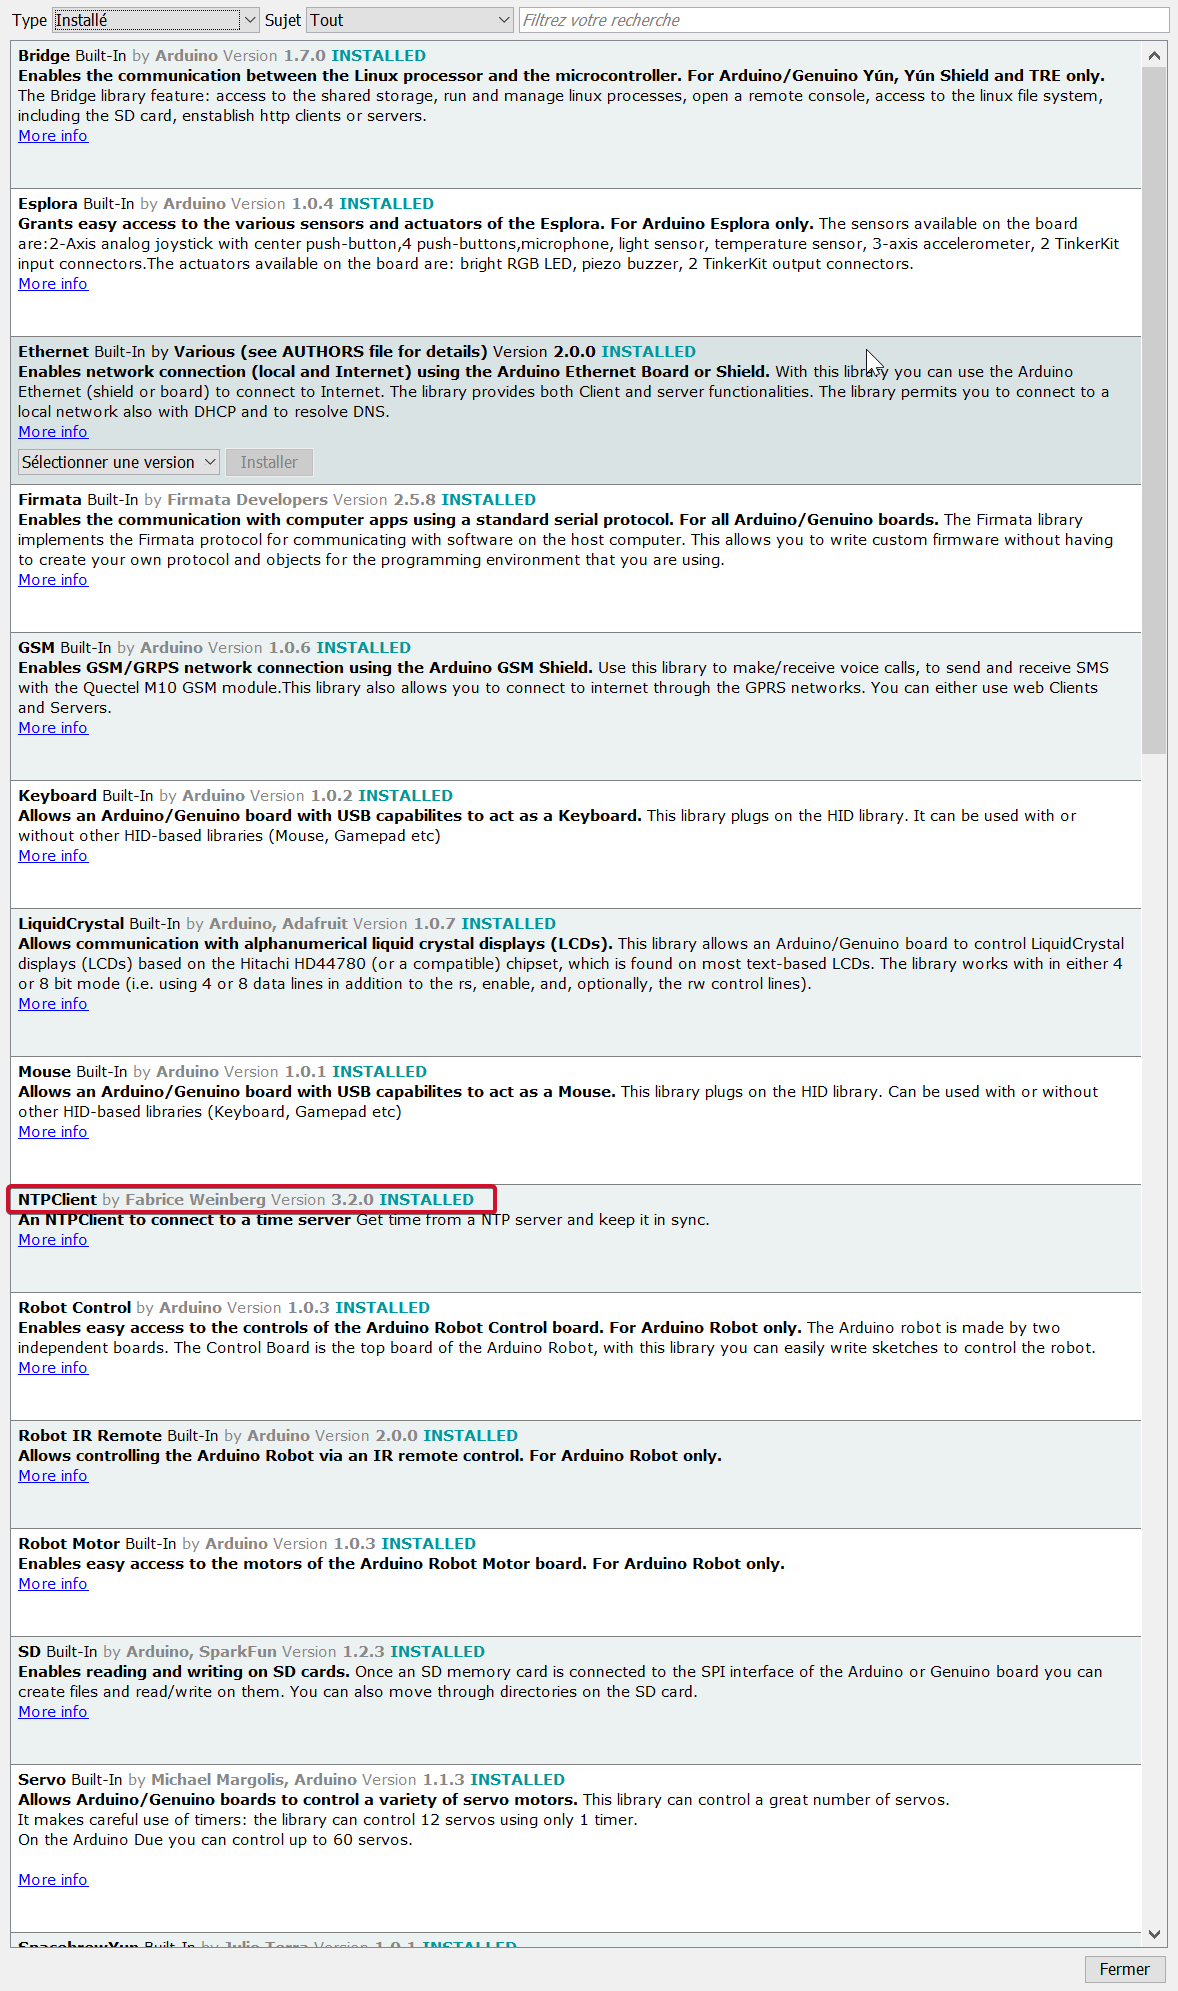 Type Installé Sujet Tout Filtrez votre recherche
Bridge Built-In by Arduino Version 1.7.0 INSTALLED
Enables the communication between the Linux processor and the microcontroller. For Arduino/Genuino Yún, Yún Shield and TRE only.
The Bridge library feature: access to the shared storage, run and manage linux processes, open a remote console, access to the linux file system,
including the SD card, enstablish http clients or servers.
More info
Esplora Built-In by Arduino Version 1.0.4 INSTALLED
Grants easy access to the various sensors and actuators of the Esplora. For Arduino Esplora only. The sensors available on the board
are:2-Axis analog joystick with center push-button,4 push-buttons,microphone, light sensor, temperature sensor, 3-axis accelerometer, 2 TinkerKit
input connectors.The actuators available on the board are: bright RGB LED, piezo buzzer, 2 TinkerKit output connectors.
More info
Ethernet Built-In by Various (see AUTHORS file for details) Version 2.0.0 INSTALLED
Enables network connection (local and Internet) using the Arduino Ethernet Board or Shield. With this library you can use the Arduino
Ethernet (shield or board) to connect to Internet. The library provides both Client and server functionalities. The library permits you to connect to a
local network also with DHCP and to resolve DNS.
More info
Sélectionner une version Installer
Firmata Built-In by Firmata Developers Version 2.5.8 INSTALLED
Enables the communication with computer apps using a standard serial protocol. For all Arduino/Genuino boards. The Firmata library
implements the Firmata protocol for communicating with software on the host computer. This allows you to write custom firmware without having
to create your own protocol and objects for the programming environment that you are using.
More info
GSM Built-In by Arduino Version 1.0.6 INSTALLED
Enables GSM/GRPS network connection using the Arduino GSM Shield. Use this library to make/receive voice calls, to send and receive SMS
with the Quectel M10 GSM module.This library also allows you to connect to internet through the GPRS networks. You can either use web Clients
and Servers.
More info
Keyboard Built-In by Arduino Version 1.0.2 INSTALLED
Allows an Arduino/Genuino board with USB capabilites to act as a Keyboard. This library plugs on the HID library. It can be used with or
without other HID-based libraries (Mouse, Gamepad etc)
More info
LiquidCrystal Built-In by Arduino, Adafruit Version 1.0.7 INSTALLED
Allows communication with alphanumerical liquid crystal displays (LCDs). This library allows an Arduino/Genuino board to control LiquidCrystal
displays (LCDs) based on the Hitachi HD44780 (or a compatible) chipset, which is found on most text-based LCDs. The library works with in either 4
or 8 bit mode (i.e. using 4 or 8 data lines in addition to the rs, enable, and, optionally, the rw control lines).
More info
Mouse Built-In by Arduino Version 1.0.1 INSTALLED
Allows an Arduino/Genuino board with USB capabilites to act as a Mouse. This library plugs on the HID library. Can be used with or without
other HID-based libraries (Keyboard, Gamepad etc)
More info
NTPClient by Fabrice Weinberg Version 3.2.0 INSTALLED
An NTPClient to connect to a time server Get time from a NTP server and keep it in sync.
More info
Robot Control by Arduino Version 1.0.3 INSTALLED
Enables easy access to the controls of the Arduino Robot Control board. For Arduino Robot only. The Arduino robot is made by two
independent boards. The Control Board is the top board of the Arduino Robot, with this library you can easily write sketches to control the robot.
More info
Robot IR Remote Built-In by Arduino Version 2.0.0 INSTALLED
Allows controlling the Arduino Robot via an IR remote control. For Arduino Robot only.
More info
Robot Motor Built-In by Arduino Version 1.0.3 INSTALLED
Enables easy access to the motors of the Arduino Robot Motor board. For Arduino Robot only.
More info
SD Built-In by Arduino, SparkFun Version 1.2.3 INSTALLED
Enables reading and writing on SD cards. Once an SD memory card is connected to the SPI interface of the Arduino or Genuino board you can
create files and read/write on them. You can also move through directories on the SD card.
More info
Servo Built-In by Michael Margolis, Arduino Version 1.1.3 INSTALLED
Allows Arduino/Genuino boards to control a variety of servo motors. This library can control a great number of servos.
It makes careful use of timers: the library can control 12 servos using only 1 timer.
On the Arduino Due you can control up to 60 servos.
More info
SpacebrewYun Built-In by Julio Terra Version 1.0.1 INSTALLED
Fermer